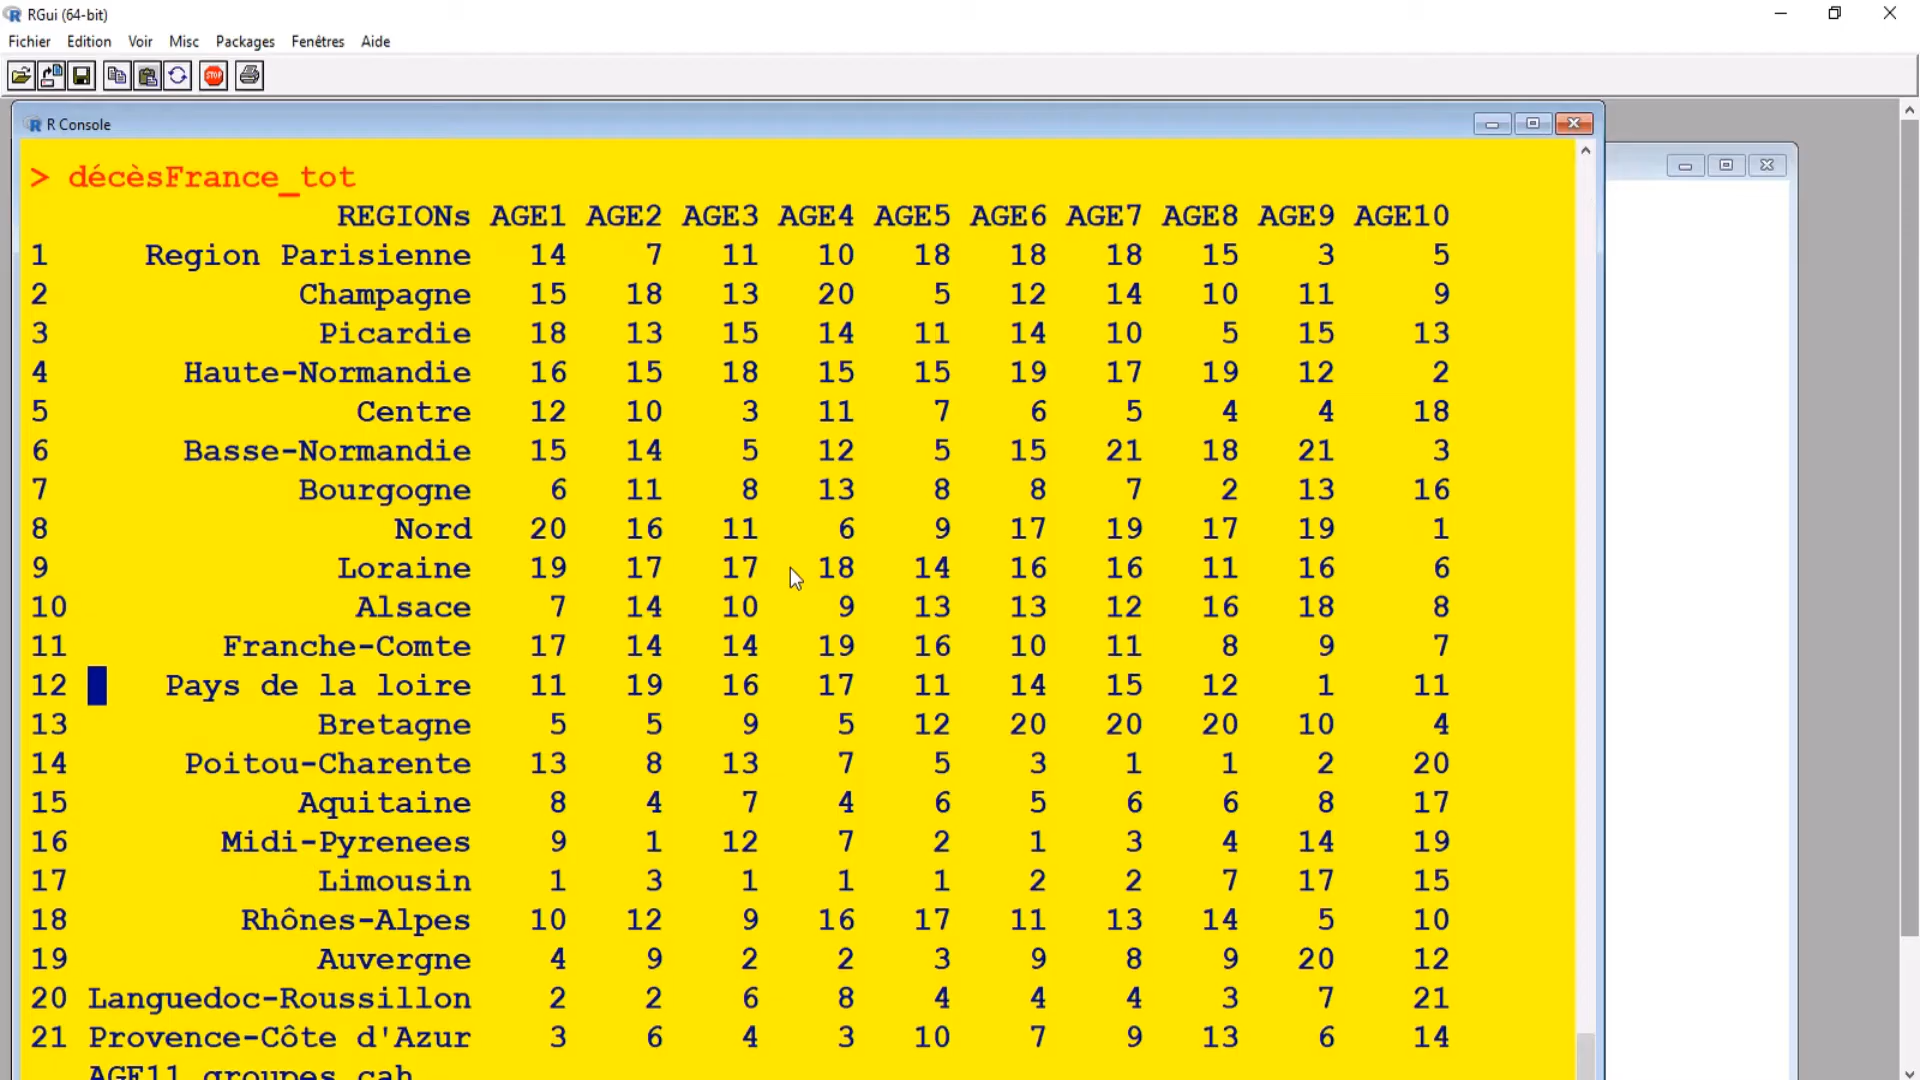 RGui (64-bit)
Fichier Edition Voir Misc Packages Fenêtres Aide
STOP
R Console
> décèsFrance_tot
REGIONs AGE1 AGE2 AGE3 AGE4 AGE5 AGE6 AGE7 AGE8 AGE9 AGE10
1 Region Parisienne 14 7 11 10 18 18 18 15 3 5
2 Champagne 15 18 13 20 5 12 14 10 11 9
3 Picardie 18 13 15 14 11 14 10 5 15 13
4 Haute-Normandie 16 15 18 15 15 19 17 19 12 2
5 Centre 12 10 3 11 7 6 5 4 4 18
6 Basse-Normandie 15 14 5 12 5 15 21 18 21 3
7 Bourgogne 6 11 8 13 8 8 7 2 13 16
8 Nord 20 16 11 6 9 17 19 17 19 1
9 Loraine 19 17 17 18 14 16 16 11 16 6
10 Alsace 7 14 10 9 13 13 12 16 18 8
11 Franche-Comte 17 14 14 19 16 10 11 8 9 7
12 Pays de la loire 11 19 16 17 11 14 15 12 1 11
13 Bretagne 5 5 9 5 12 20 20 20 10 4
14 Poitou-Charente 13 8 13 7 5 3 1 1 2 20
15 Aquitaine 8 4 7 4 6 5 6 6 8 17
16 Midi-Pyrenees 9 1 12 7 2 1 3 4 14 19
17 Limousin 1 3 1 1 1 2 2 7 17 15
18 Rhônes-Alpes 10 12 9 16 17 11 13 14 5 10
19 Auvergne 4 9 2 2 3 9 8 9 20 12
20 Languedoc-Roussillon 2 2 6 8 4 4 4 3 7 21
21 Provence-Côte d'Azur 3 6 4 3 10 7 9 13 6 14
AGE11 groupes.cah